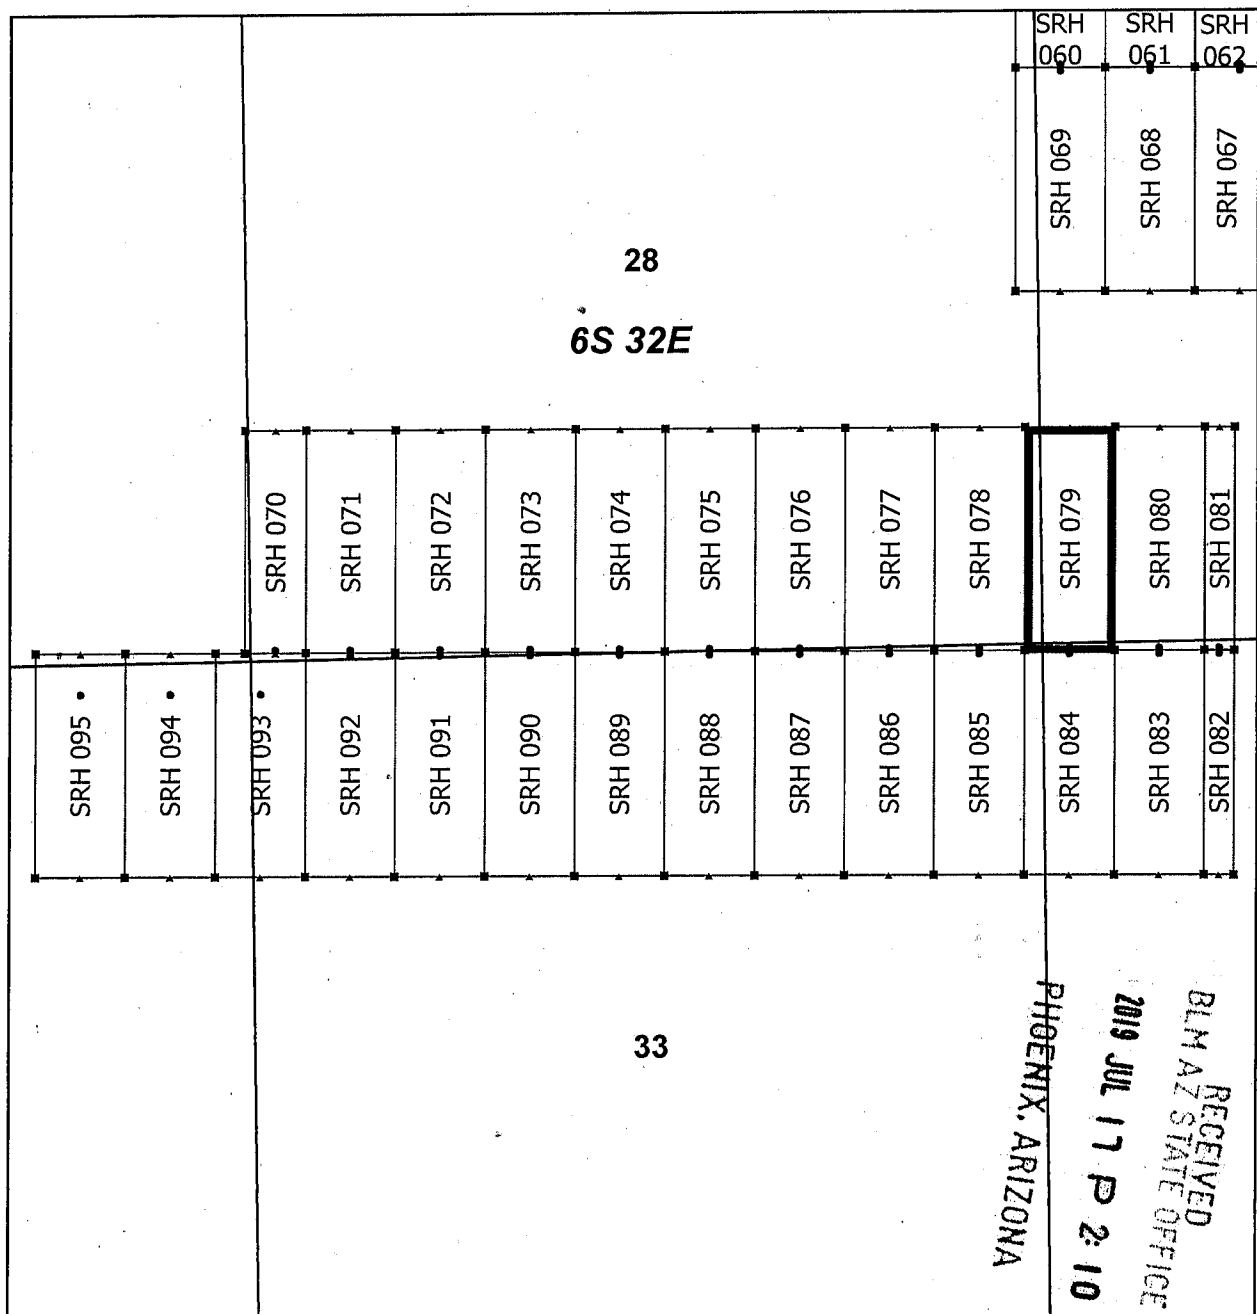 SRH
060
SRH
061
SRH
062
SRH 069
SRH 068
SRH 067
28
6S 32E
SRH 070
SRH 071
SRH 072
SRH 073
SRH 074
SRH 075
SRH 076
SRH 077
SRH 078
SRH 079
SRH 080
SRH 081
SRH 095
SRH 094
SRH 093
SRH 092
SRH 091
SRH 090
SRH 089
SRH 088
SRH 087
SRH 086
SRH 085
SRH 084
SRH 083
SRH 082
33
RECEIVED
BLM AZ STATE OFFICE
2019 JUL 17 P 2:10
PHOENIX, ARIZONA